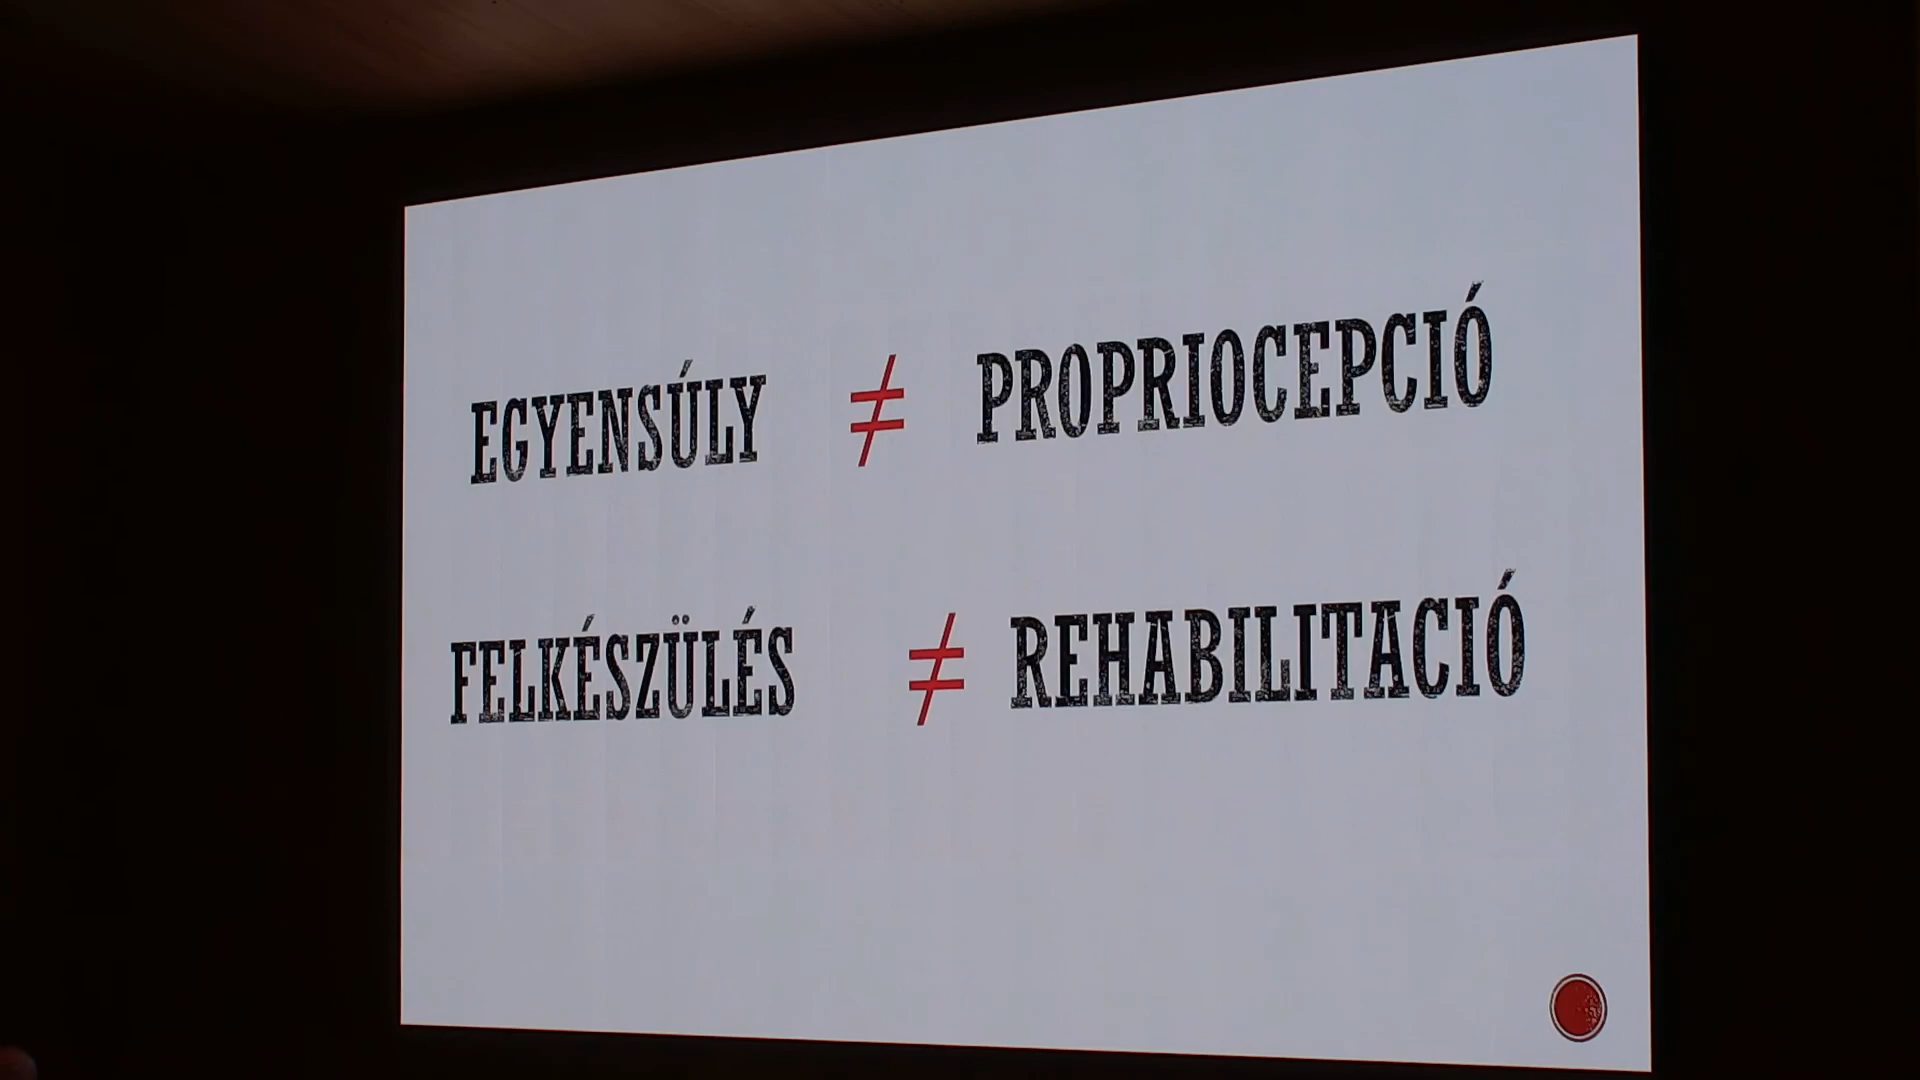 EGYENSÚLY ≠ PROPRIOCEPCIÓ
FELKÉSZÜLÉS ≠ REHABILITACIÓ